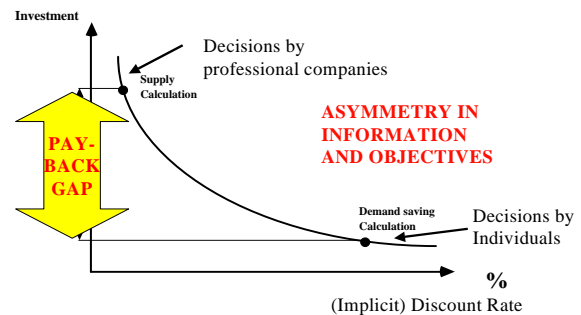 Investment
Decisions by
professional companies
Supply
Calculation
ASYMMETRY IN
INFORMATION
AND OBJECTIVES
PAY-
BACK
GAP
Demand saving
Calculation
Decisions by
Individuals
%
(Implicit) Discount Rate